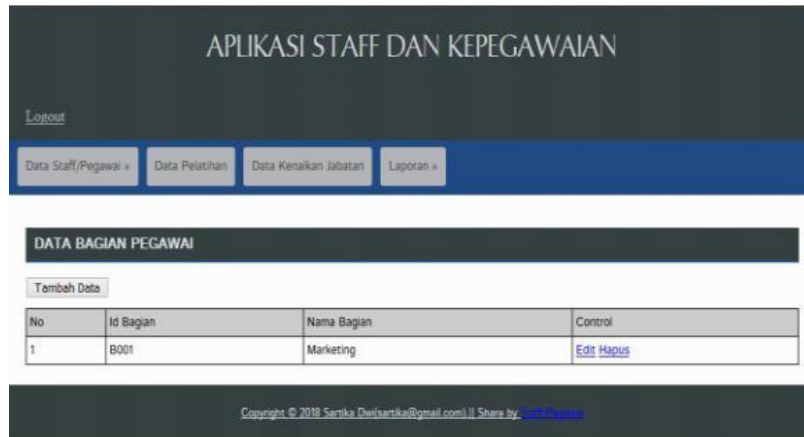 APLIKASI STAFF DAN KEPEGAWAIAN
Logout
Data Staff/Pegawai » Data Pelatihan Data Kenaikan Jabatan Laporan »
DATA BAGIAN PEGAWAI
Tambah Data
No Id Bagian Nama Bagian Control
1 B001 Marketing Edit Hapus
Copyright © 2018 Sartika Dwi(sartika@gmail.com) || Share by Staff Pegawai